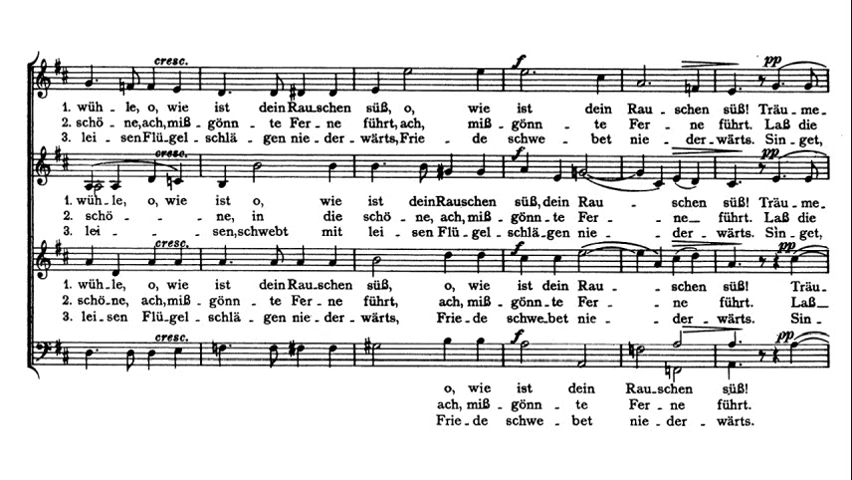 cresc. f pp
1. wüh - le, o, wie ist dein Rau - schen süß, o, wie ist dein Rau - schen süß! Träu - me -
2. schö - ne, ach, miß - gönn - te Fer - ne führt, ach, miß - gönn - te Fer - ne führt. Laß die
3. lei - sen Flü - gel - schlä - gen nie - der - wärts, Frie - de schwe - bet nie - der - wärts. Sin - get,
cresc. f pp
1. wüh - le, o, wie ist o, wie ist dein Rauschen süß, dein Rau - schen süß! Träu - me -
2. schö - ne, in die schö - ne, ach, miß - gönn - te Fer - ne führt. Laß die
3. lei - sen, schwebt mit lei - sen Flü - gel - schlä - gen nie - der - wärts. Sin - get,
cresc. f pp
1. wüh - le, o, wie ist dein Rau - schen süß, o, wie ist dein Rau - schen süß! Träu -
2. schö - ne, ach, miß - gönn - te Fer - ne führt, ach, miß - gönn - te Fer - ne führt. Laß
3. lei - sen Flü - gel - schlä - gen nie - der - wärts, Frie - de schwe - bet nie - der - wärts. Sin -
cresc. f pp
o, wie ist dein Rau - schen süß!
ach, miß - gönn - te Fer - ne führt.
Frie - de schwe - bet nie - der - wärts.